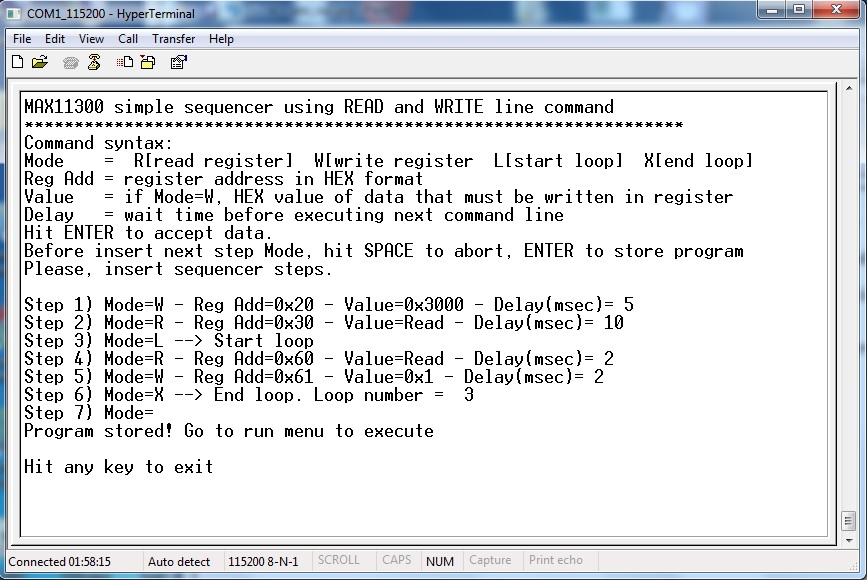 COM1_115200 - HyperTerminal
File Edit View Call Transfer Help
MAX11300 simple sequencer using READ and WRITE line command
******************************************************************
Command syntax:
Mode    =  R[read register]  W[write register  L[start loop]  X[end loop]
Reg Add = register address in HEX format
Value   = if Mode=W, HEX value of data that must be written in register
Delay   = wait time before executing next command line
Hit ENTER to accept data.
Before insert next step Mode, hit SPACE to abort, ENTER to store program
Please, insert sequencer steps.
Step 1) Mode=W - Reg Add=0x20 - Value=0x3000 - Delay(msec)= 5
Step 2) Mode=R - Reg Add=0x30 - Value=Read - Delay(msec)= 10
Step 3) Mode=L --> Start loop
Step 4) Mode=R - Reg Add=0x60 - Value=Read - Delay(msec)= 2
Step 5) Mode=W - Reg Add=0x61 - Value=0x1 - Delay(msec)= 2
Step 6) Mode=X --> End loop. Loop number =  3
Step 7) Mode=
Program stored! Go to run menu to execute
Hit any key to exit
Connected 01:58:15 Auto detect 115200 8-N-1 SCROLL CAPS NUM Capture Print echo